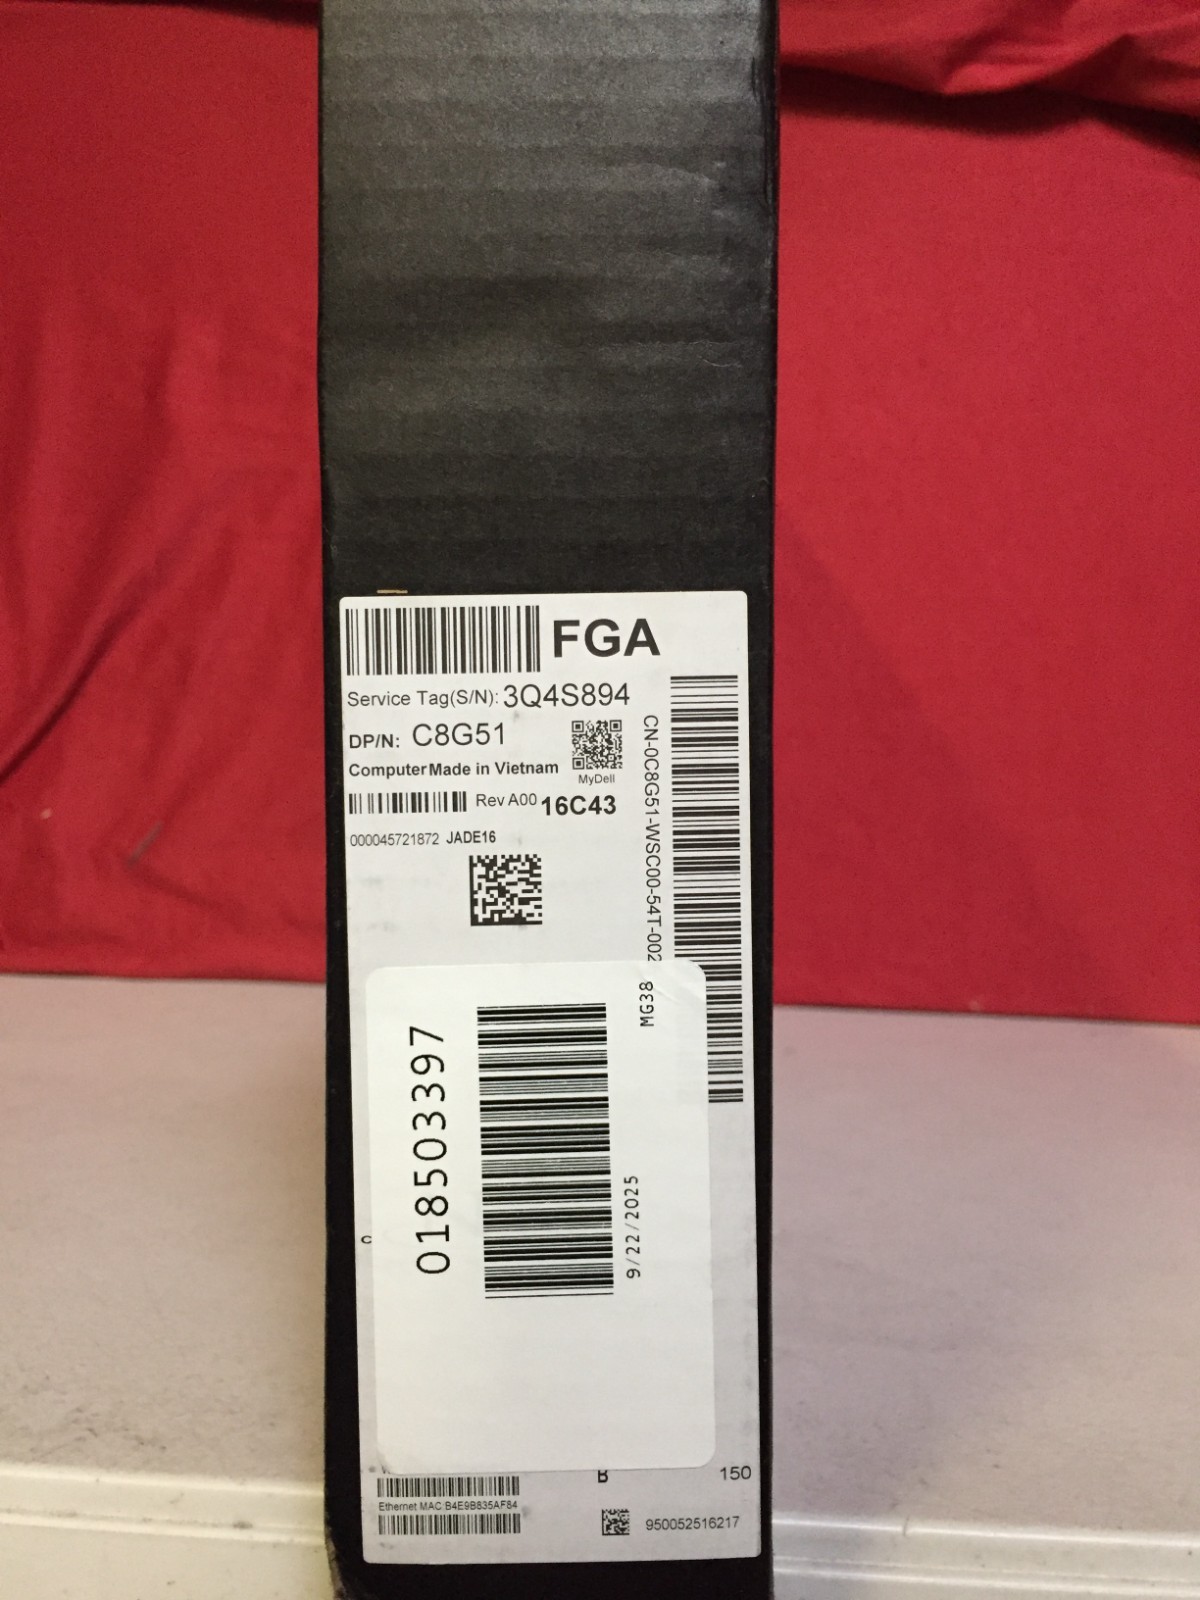 FGA
Service Tag(S/N): 3Q4S894
DP/N: C8G51
MyDell
Computer Made in Vietnam
Rev A00 16C43
000045721872 JADE16
CN-0C8G51-WSC00-54T-002
MG38
018503397
9/22/2025
C
B
150
Ethernet MAC:B4E9B835AF84
950052516217